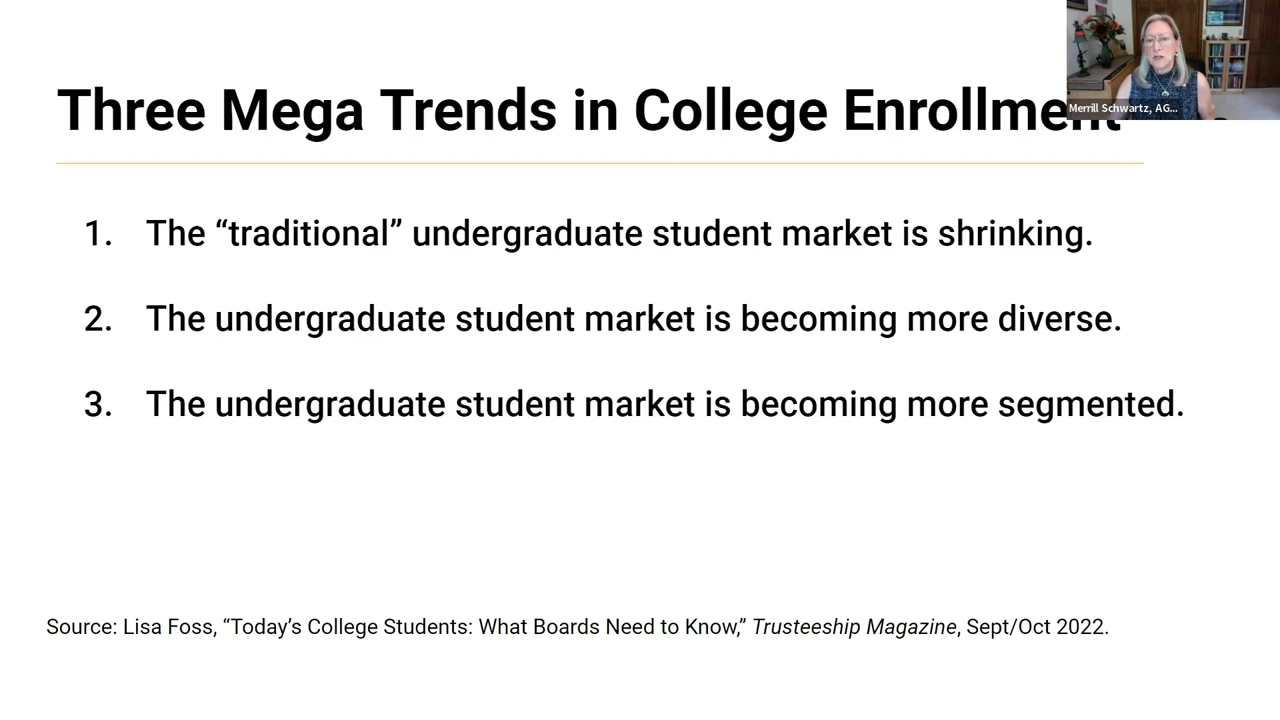 Three Mega Trends in College Enrollment
Merrill Schwartz, AG...
1. The “traditional” undergraduate student market is shrinking.
2. The undergraduate student market is becoming more diverse.
3. The undergraduate student market is becoming more segmented.
Source: Lisa Foss, “Today’s College Students: What Boards Need to Know,” Trusteeship Magazine, Sept/Oct 2022.